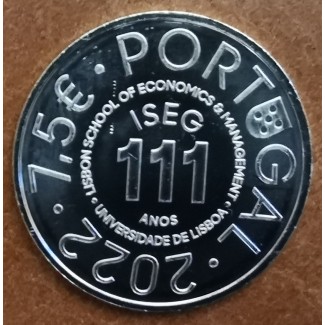 PORTUGAL · 2022 · 7,5€ ·
LISBON SCHOOL OF ECONOMICS & MANAGEMENT ·
UNIVERSIDADE DE LISBOA ·
ISEG
111
ANOS